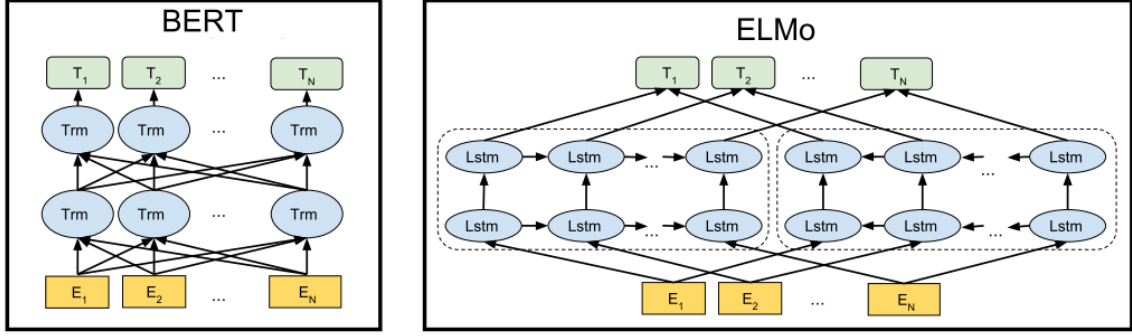 BERT
T1 T2 ... TN
Trm Trm ... Trm
Trm Trm ... Trm
E1 E2 ... EN
ELMo
T1 T2 ... TN
Lstm Lstm ... Lstm Lstm Lstm ... Lstm
Lstm Lstm ... Lstm Lstm Lstm ... Lstm
E1 E2 ... EN